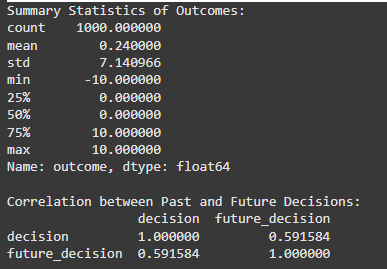 Summary Statistics of Outcomes:
count    1000.000000
mean        0.240000
std         7.140966
min       -10.000000
25%         0.000000
50%         0.000000
75%        10.000000
max        10.000000
Name: outcome, dtype: float64

Correlation between Past and Future Decisions:
                 decision  future_decision
decision         1.000000         0.591584
future_decision  0.591584         1.000000